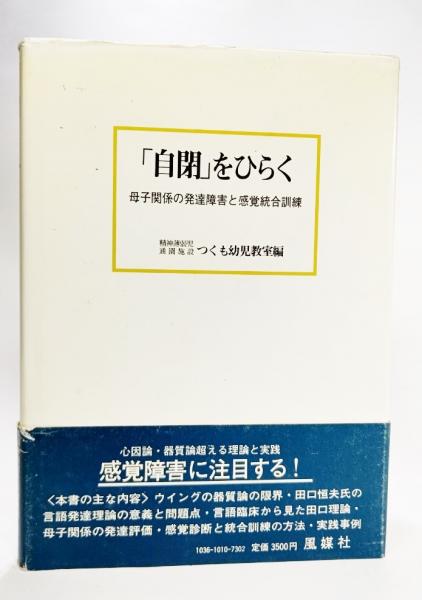 「自閉」をひらく
母子関係の発達障害と感覚統合訓練
精神薄弱児
通園施設 つくも幼児教室編
心因論・器質論超える理論と実践
感覚障害に注目する!
〈本書の主な内容〉ウイングの器質論の限界・田口恒夫氏の
言語発達理論の意義と問題点・言語臨床から見た田口理論・
母子関係の発達評価・感覚診断と統合訓練の方法・実践事例
1036-1010-7302 定価3500円 風媒社